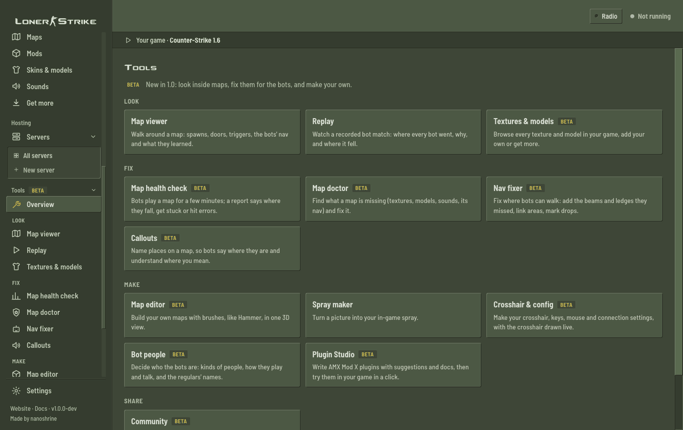 LONERSTRIKE
Maps
Mods
Skins & models
Sounds
Get more
Hosting
Servers
All servers
+ New server
Tools BETA
Overview
LOOK
Map viewer
Replay
Textures & models
FIX
Map health check
Map doctor
Nav fixer
Callouts
MAKE
Map editor
Settings
Website · Docs · v1.0.0-dev
Made by nanoshrine
Radio
Not running
Your game · Counter-Strike 1.6
TOOLS
BETA New in 1.0: look inside maps, fix them for the bots, and make your own.
LOOK
Map viewer
Walk around a map: spawns, doors, triggers, the bots' nav
and what they learned.
Replay
Watch a recorded bot match: where every bot went, why,
and where it fell.
Textures & models BETA
Browse every texture and model in your game, add your
own or get more.
FIX
Map health check BETA
Bots play a map for a few minutes; a report says where
they fall, get stuck or hit errors.
Map doctor BETA
Find what a map is missing (textures, models, sounds, its
nav) and fix it.
Nav fixer BETA
Fix where bots can walk: add the beams and ledges they
missed, link areas, mark drops.
Callouts BETA
Name places on a map, so bots say where they are and
understand where you mean.
MAKE
Map editor BETA
Build your own maps with brushes, like Hammer, in one 3D
view.
Spray maker
Turn a picture into your in-game spray.
Crosshair & config BETA
Make your crosshair, keys, mouse and connection settings,
with the crosshair drawn live.
Bot people BETA
Decide who the bots are: kinds of people, how they play
and talk, and the regulars' names.
Plugin Studio BETA
Write AMX Mod X plugins with suggestions and docs, then
try them in your game in a click.
SHARE
Community BETA